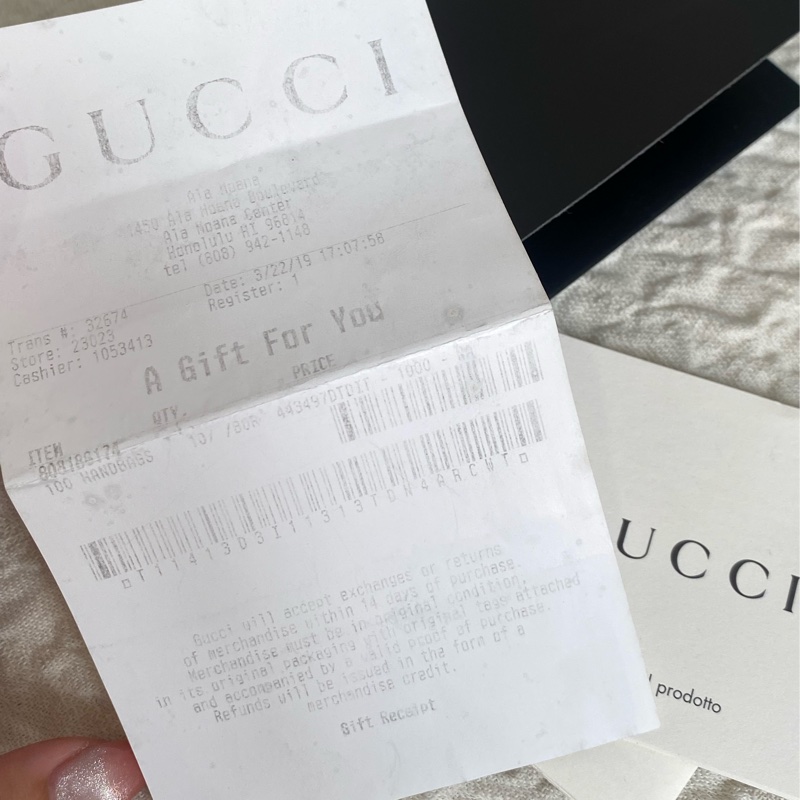 GUCCI
Ala Moana
1450 Ala Moana Boulevard
Ala Moana Center
Honolulu HI 96814
tel (808) 942-1148
Date: 5/22/19 17:07:58
Trans #: 32674
Register: 1
Store: 23023
Cashier: 1053413
A Gift For You
ITEM QTY. PRICE
443497DTDIT - 1000 -
100 HANDBAGS
Gucci will accept exchanges or returns
of merchandise within 14 days of purchase.
Merchandise must be in original condition,
in its original packaging with original tags attached
and accompanied by a valid proof of purchase.
Refunds will be issued in the form of a
merchandise credit.
Gift Receipt
UCCI
l prodotto